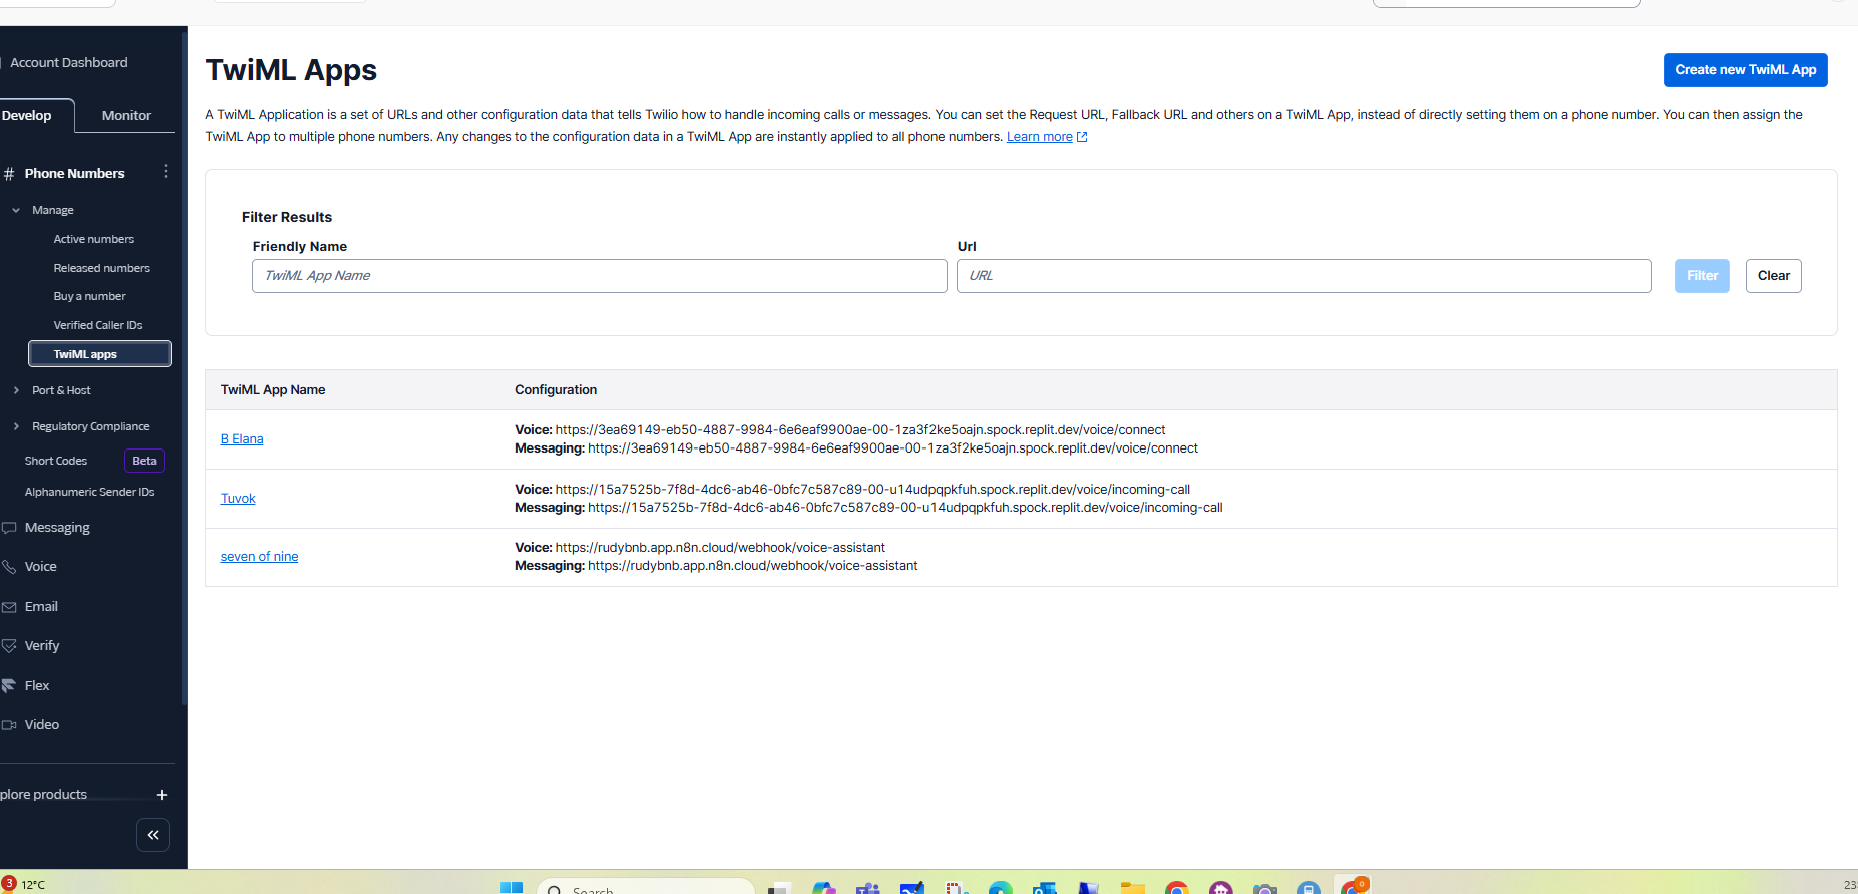 Account Dashboard
Develop
Monitor
# Phone Numbers
Manage
Active numbers
Released numbers
Buy a number
Verified Caller IDs
TwiML apps
Port & Host
Regulatory Compliance
Short Codes Beta
Alphanumeric Sender IDs
Messaging
Voice
Email
Verify
Flex
Video
plore products +
TwiML Apps
Create new TwiML App
A TwiML Application is a set of URLs and other configuration data that tells Twilio how to handle incoming calls or messages. You can set the Request URL, Fallback URL and others on a TwiML App, instead of directly setting them on a phone number. You can then assign the
TwiML App to multiple phone numbers. Any changes to the configuration data in a TwiML App are instantly applied to all phone numbers. Learn more
Filter Results
Friendly Name
Url
TwiML App Name
URL
Filter
Clear
TwiML App Name
Configuration
B Elana
Voice: https://3ea69149-eb50-4887-9984-6e6eaf9900ae-00-1za3f2ke5oajn.spock.replit.dev/voice/connect
Messaging: https://3ea69149-eb50-4887-9984-6e6eaf9900ae-00-1za3f2ke5oajn.spock.replit.dev/voice/connect
Tuvok
Voice: https://15a7525b-7f8d-4dc6-ab46-0bfc7c587c89-00-u14udpqpkfuh.spock.replit.dev/voice/incoming-call
Messaging: https://15a7525b-7f8d-4dc6-ab46-0bfc7c587c89-00-u14udpqpkfuh.spock.replit.dev/voice/incoming-call
seven of nine
Voice: https://rudybnb.app.n8n.cloud/webhook/voice-assistant
Messaging: https://rudybnb.app.n8n.cloud/webhook/voice-assistant
3
12°C
Search
0
23